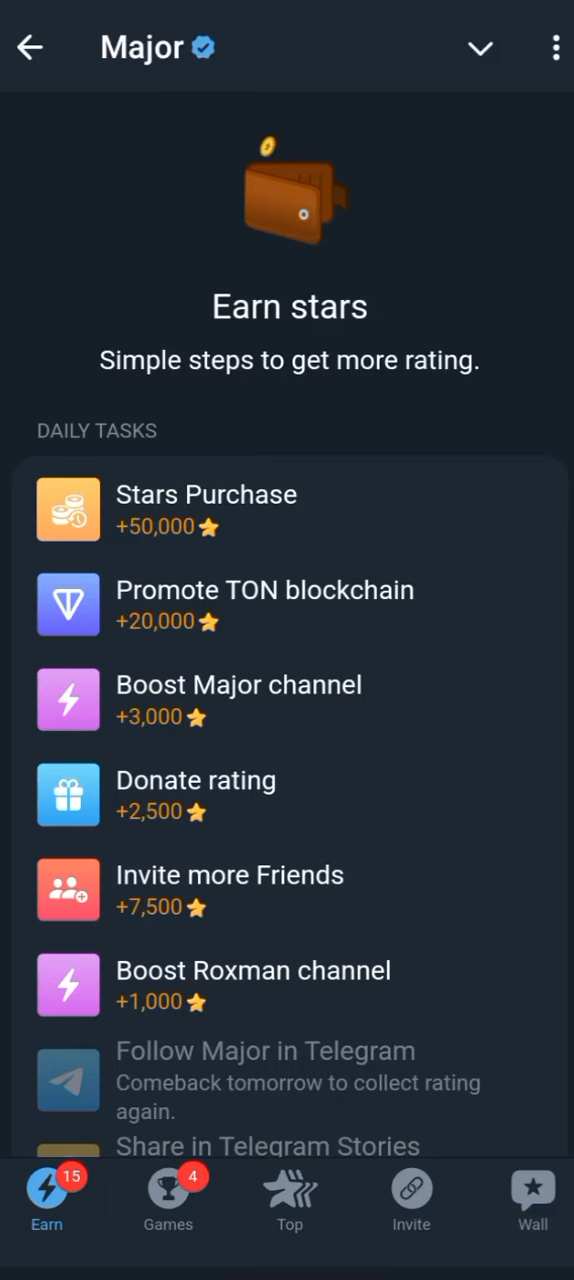 Major
Earn stars
Simple steps to get more rating.
DAILY TASKS
Stars Purchase
+50,000
Promote TON blockchain
+20,000
Boost Major channel
+3,000
Donate rating
+2,500
Invite more Friends
+7,500
Boost Roxman channel
+1,000
Follow Major in Telegram
Comeback tomorrow to collect rating
again.
Share in Telegram Stories
15
4
Earn
Games
Top
Invite
Wall